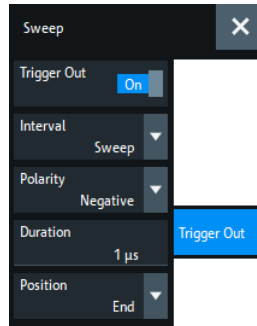 Sweep
Trigger Out
On
Interval
Sweep
Polarity
Negative
Duration
1 µs
Trigger Out
Position
End